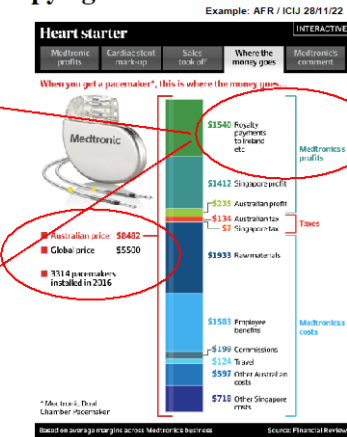 Example: AFR / ICIJ 28/11/22
Heart starter
INTERACTIVE
Medtronic profits
Cardiac stent mark-up
Sales took off
Where the money goes
Medtronic's comment
When you get a pacemaker*, this is where the money goes...
Medtronic
$1540 Royalty
payments
to Ireland
etc
Medtronic's
profits
$1412 Singapore profit
$235 Australian profit
$134 Australian tax
Taxes
$7 Singapore tax
Australian price $8482
Global price $5500
3314 pacemakers
installed in 2016
$1933 Raw materials
$1583 Employee
benefits
Medtronic's
costs
$199 Commissions
$124 Travel
$597 Other Australian
costs
$718 Other Singapore
costs
* Medtronic Dual
Chamber Pacemaker
Based on average margins across Medtronics business
Source: Financial Review